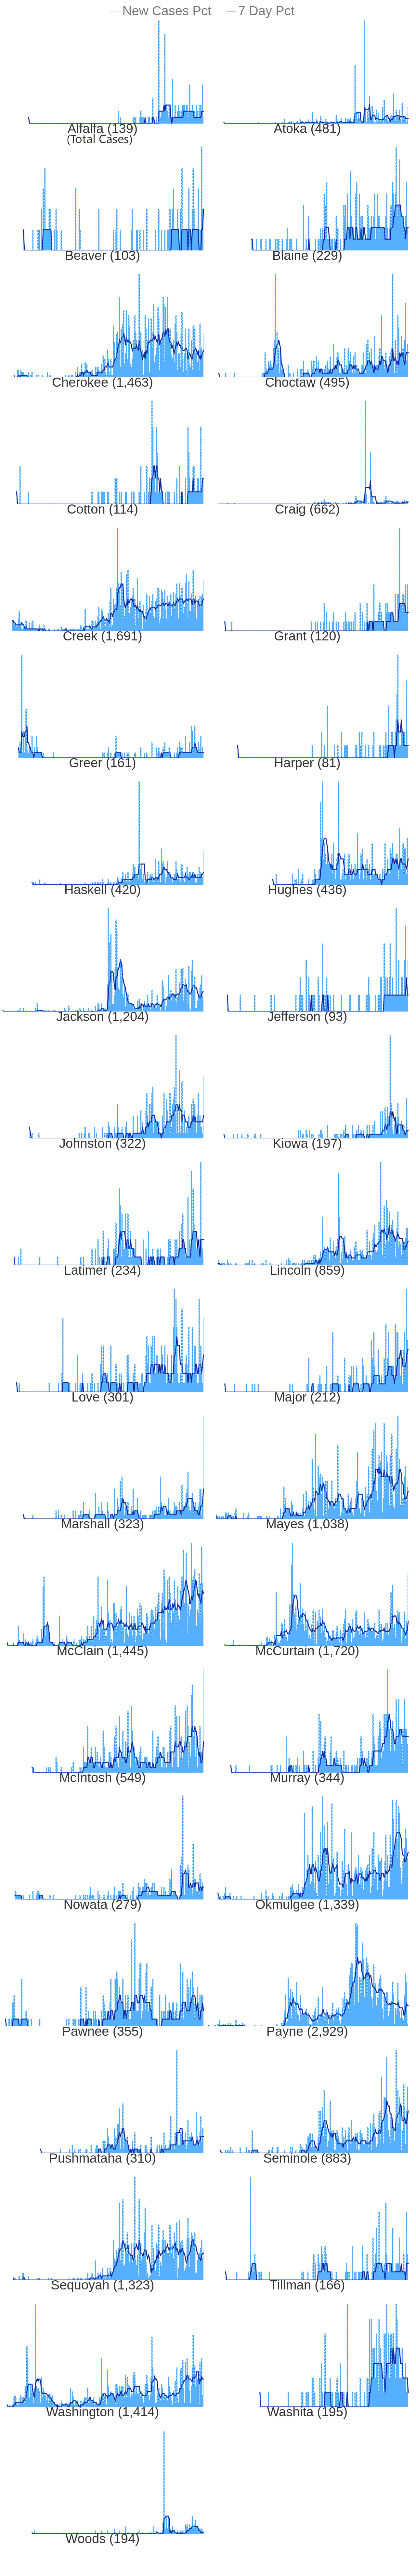 New Cases Pct 7 Day Pct
Alfalfa (139) Atoka (481)
(Total Cases)
Beaver (103) Blaine (229)
Cherokee (1,463) Choctaw (495)
Cotton (114) Craig (662)
Creek (1,691) Grant (120)
Greer (161) Harper (81)
Haskell (420) Hughes (436)
Jackson (1,204) Jefferson (93)
Johnston (322) Kiowa (197)
Latimer (234) Lincoln (859)
Love (301) Major (212)
Marshall (323) Mayes (1,038)
McClain (1,445) McCurtain (1,720)
McIntosh (549) Murray (344)
Nowata (279) Okmulgee (1,339)
Pawnee (355) Payne (2,929)
Pushmataha (310) Seminole (883)
Sequoyah (1,323) Tillman (166)
Washington (1,414) Washita (195)
Woods (194)